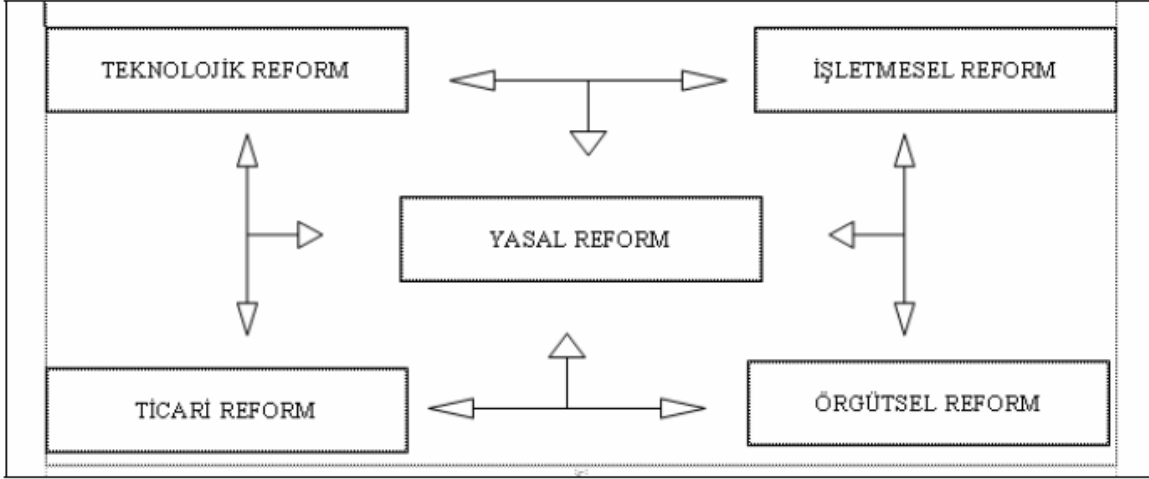 TEKNOLOJİK REFORM
İŞLETMESEL REFORM
YASAL REFORM
TİCARİ REFORM
ÖRGÜTSEL REFORM